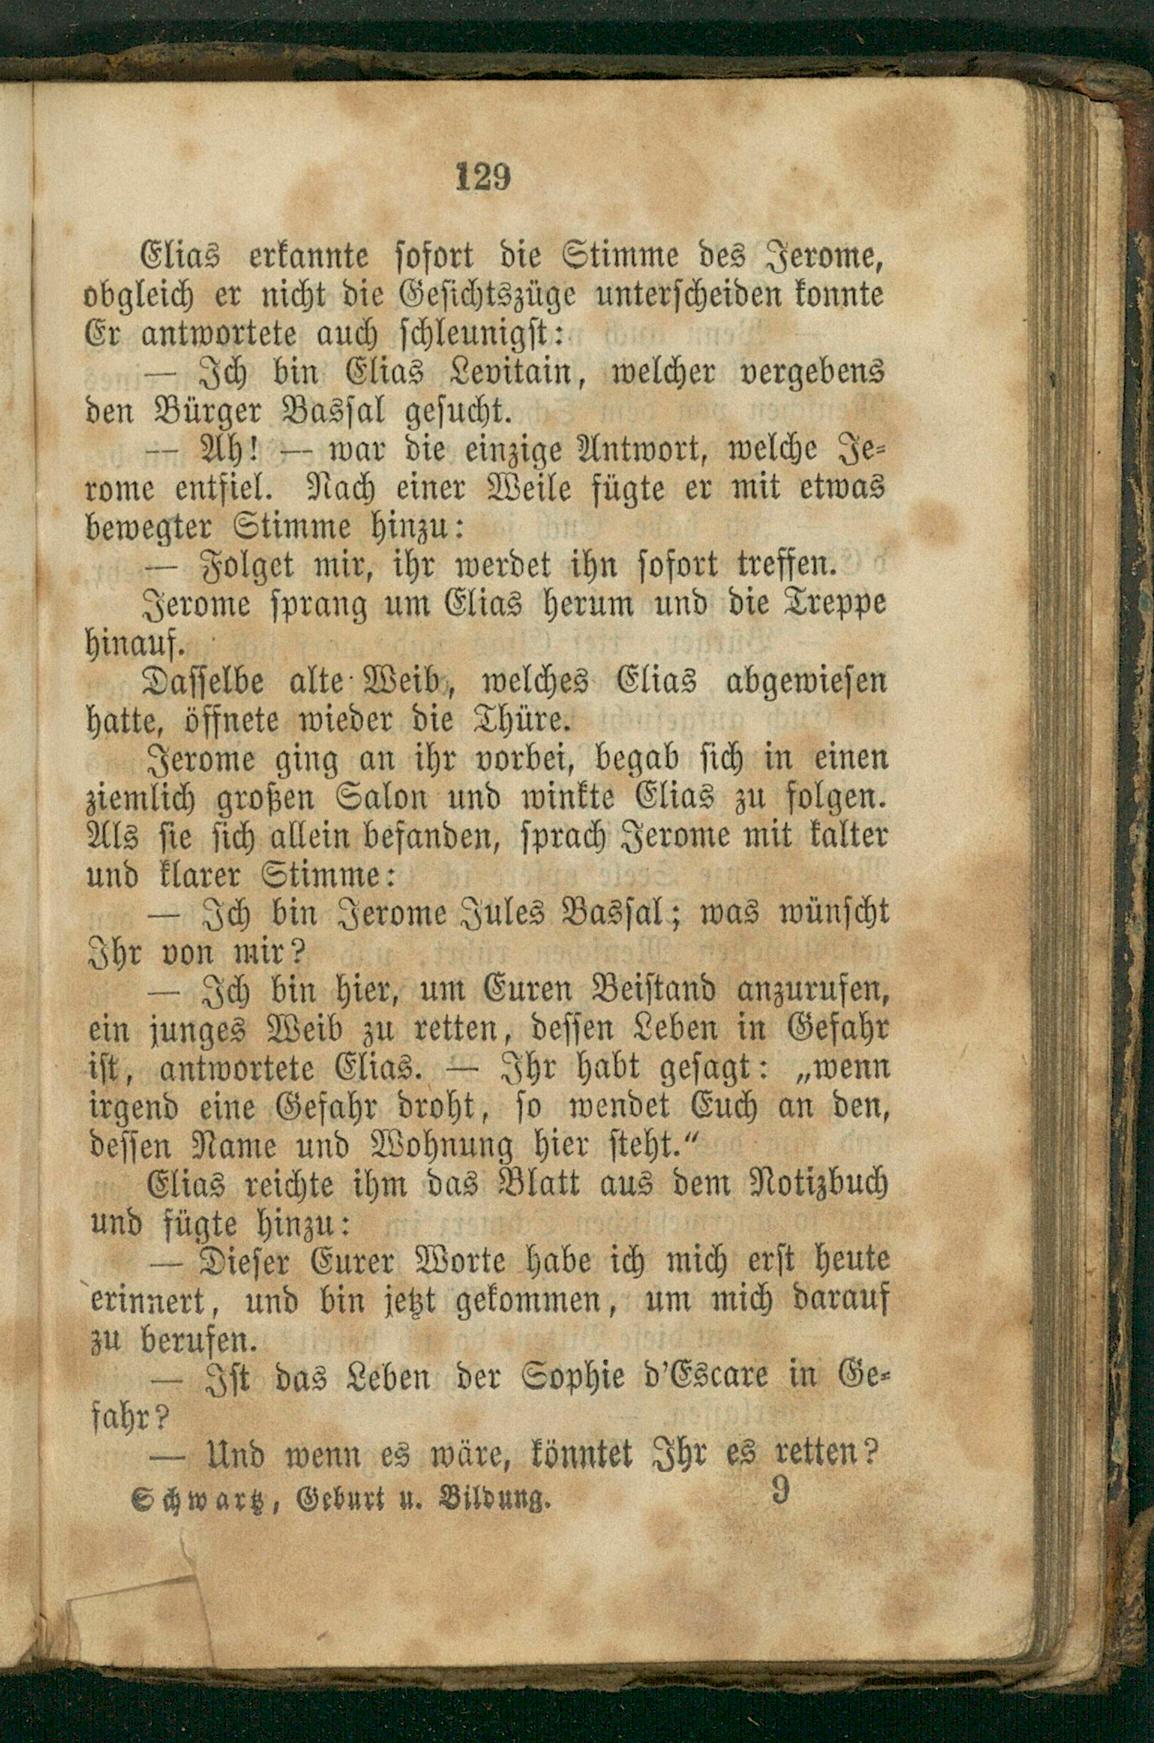 129
Elias erkannte sofort die Stimme des Jerome,
obgleich er nicht die Gesichtszüge unterscheiden konnte
Er antwortete auch schleunigst:
— Ich bin Elias Levitain, welcher vergebens
den Bürger Bassal gesucht.
— Ah! — war die einzige Antwort, welche Je-
rome entfiel. Nach einer Weile fügte er mit etwas
bewegter Stimme hinzu:
— Folget mir, ihr werdet ihn sofort treffen.
Jerome sprang um Elias herum und die Treppe
hinauf.
Dasselbe alte Weib, welches Elias abgewiesen
hatte, öffnete wieder die Thüre.
Jerome ging an ihr vorbei, begab sich in einen
ziemlich großen Salon und winkte Elias zu folgen.
Als sie sich allein befanden, sprach Jerome mit kalter
und klarer Stimme:
— Ich bin Jerome Jules Bassal; was wünscht
Ihr von mir?
— Ich bin hier, um Euren Beistand anzurufen,
ein junges Weib zu retten, dessen Leben in Gefahr
ist, antwortete Elias. — Ihr habt gesagt: „wenn
irgend eine Gefahr droht, so wendet Euch an den,
dessen Name und Wohnung hier steht.“
Elias reichte ihm das Blatt aus dem Notizbuch
und fügte hinzu:
— Dieser Eurer Worte habe ich mich erst heute
erinnert, und bin jetzt gekommen, um mich darauf
zu berufen.
— Ist das Leben der Sophie d'Escare in Ge-
fahr?
— Und wenn es wäre, könntet Ihr es retten?
Schwartz, Geburt u. Bildung. 9